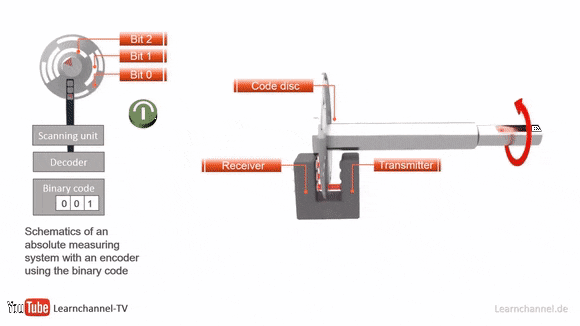 Bit 2
Bit 1
Bit 0
Scanning unit
Decoder
Binary code
0 0 1
Schematics of an
absolute measuring
system with an encoder
using the binary code
Code disc
Receiver
Transmitter
YouTube Learnchannel-TV
© Learnchannel.de